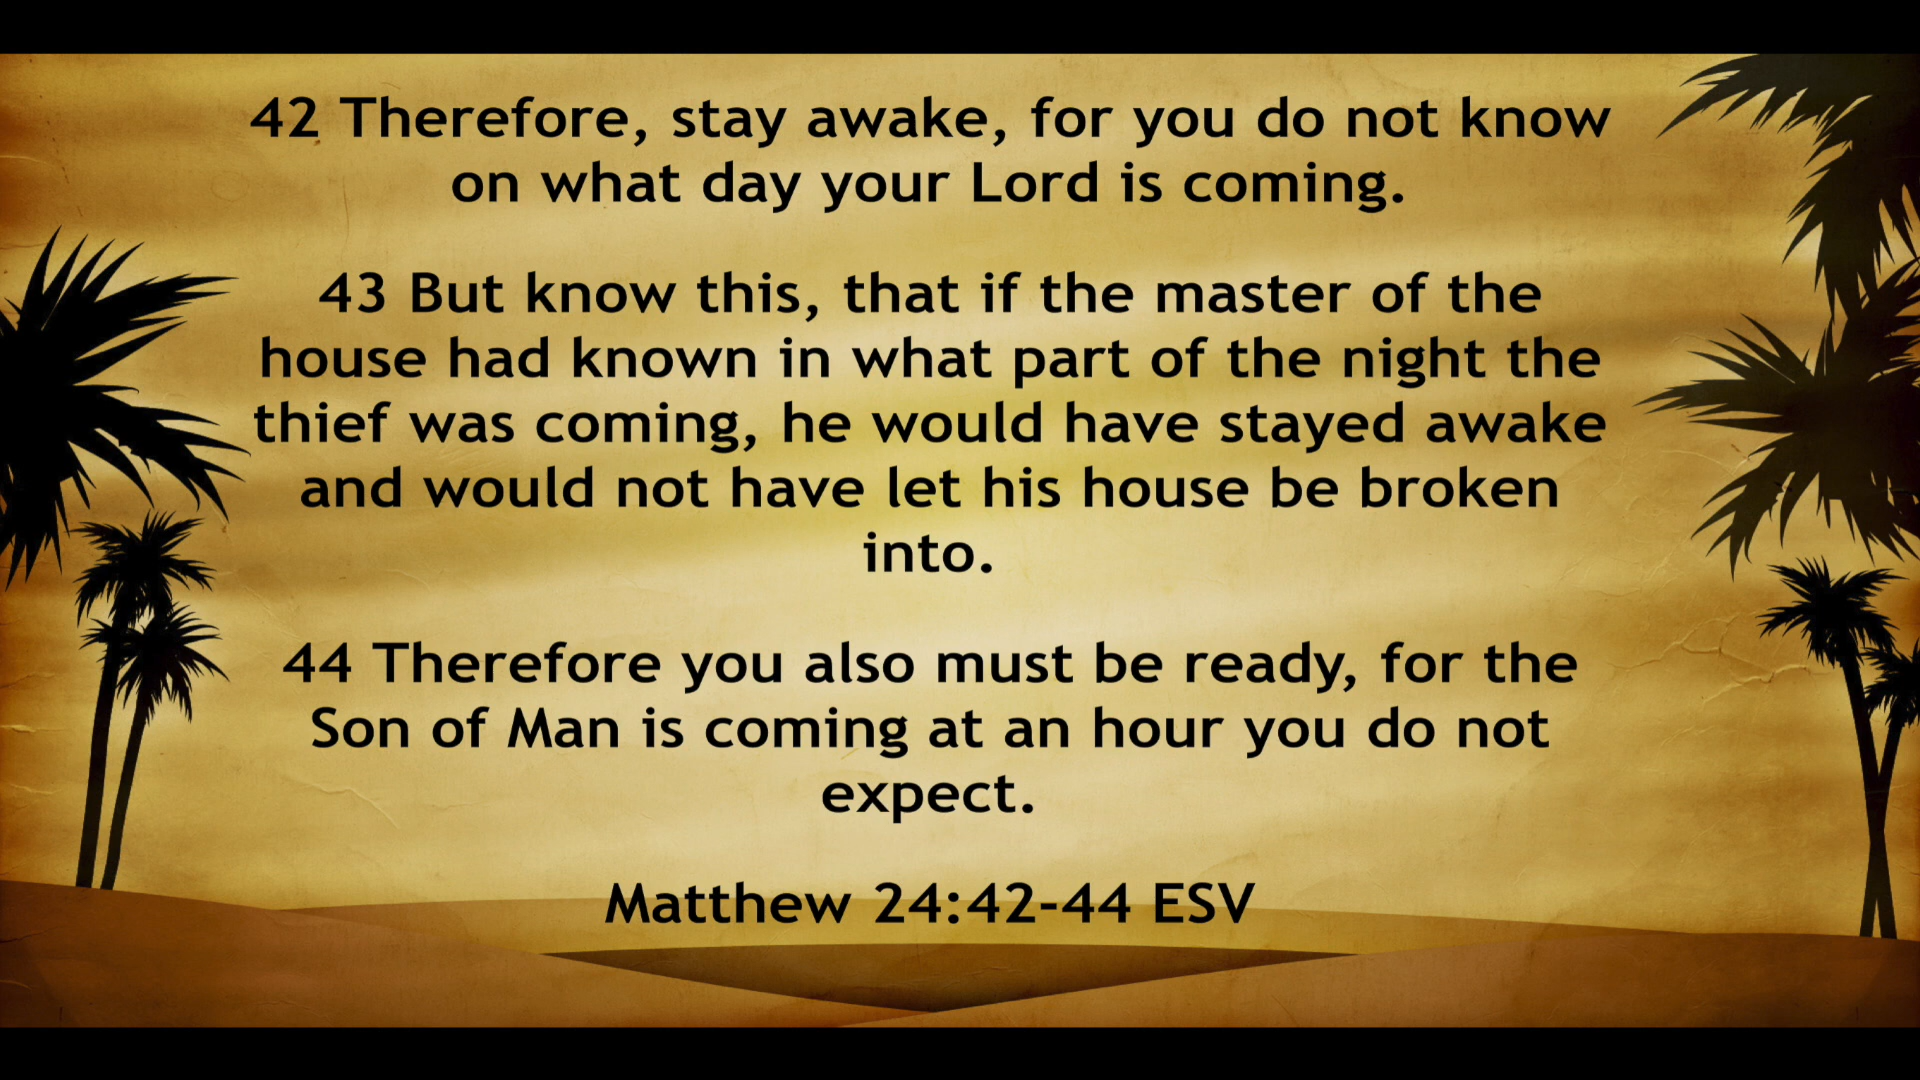 42 Therefore, stay awake, for you do not know
on what day your Lord is coming.
43 But know this, that if the master of the
house had known in what part of the night the
thief was coming, he would have stayed awake
and would not have let his house be broken
into.
44 Therefore you also must be ready, for the
Son of Man is coming at an hour you do not
expect.
Matthew 24:42-44 ESV